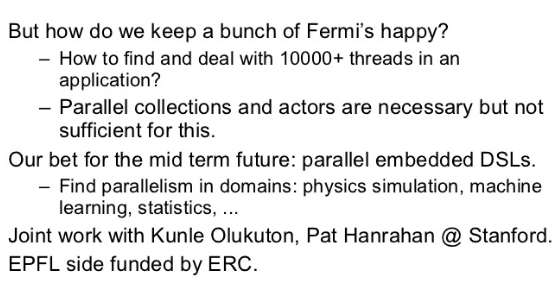 But how do we keep a bunch of Fermi's happy?
– How to find and deal with 10000+ threads in an
application?
– Parallel collections and actors are necessary but not
sufficient for this.
Our bet for the mid term future: parallel embedded DSLs.
– Find parallelism in domains: physics simulation, machine
learning, statistics, ...
Joint work with Kunle Olukuton, Pat Hanrahan @ Stanford.
EPFL side funded by ERC.